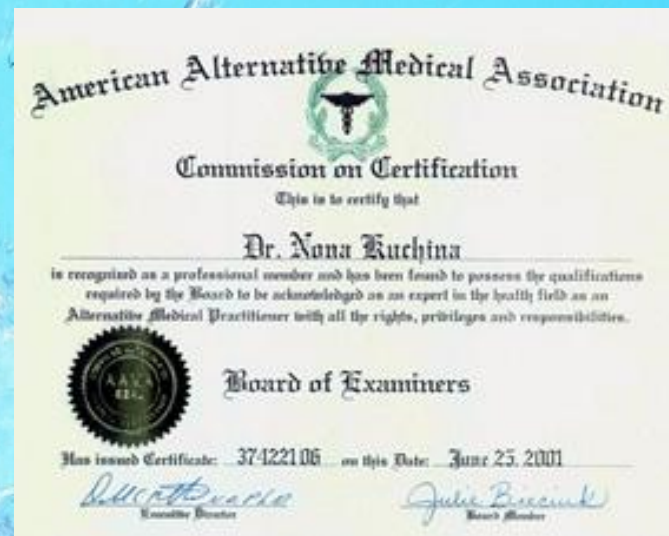 American Alternative Medical Association
Commission on Certification
This is to certify that
Dr. Nona Kuchina
is recognized as a professional member and has been found to possess the qualifications
required by the Board to be acknowledged as an expert in the health field as an
Alternative Medical Practitioner with all the rights, privileges and responsibilities.
Board of Examiners
Has issued Certificate: 37422106 on this Date: June 25, 2001
Executive Director
Julie
Board Member